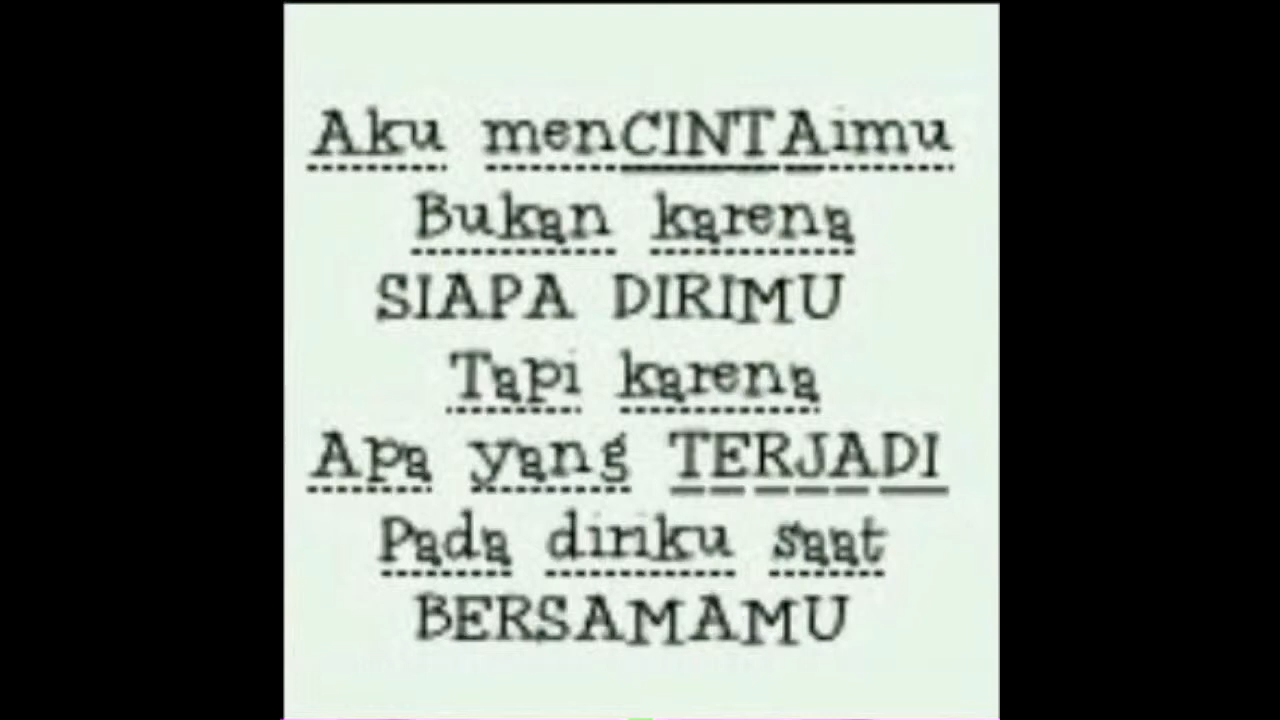 Aku menCINTAimu
Bukan karena
SIAPA DIRIMU
Tapi karena
Apa yang TERJADI
Pada diriku saat
BERSAMAMU